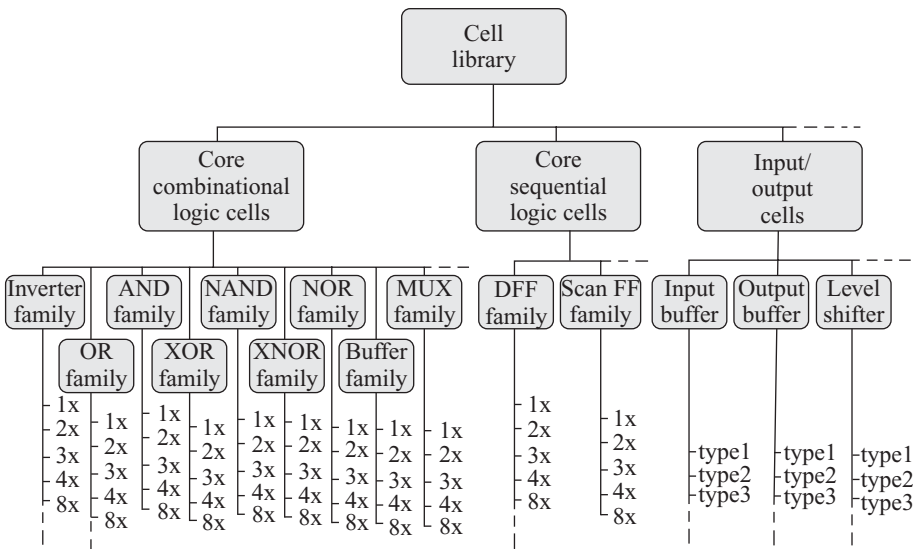 Cell
library
Core
combinational
logic cells
Core
sequential
logic cells
Input/
output
cells
Inverter
family
AND
family
NAND
family
NOR
family
MUX
family
DFF
family
Scan FF
family
Input
buffer
Output
buffer
Level
shifter
OR
family
XOR
family
XNOR
family
Buffer
family
1x
2x
3x
4x
8x
1x
2x
3x
4x
8x
1x
2x
3x
4x
8x
1x
2x
3x
4x
8x
1x
2x
3x
4x
8x
1x
2x
3x
4x
8x
1x
2x
3x
4x
8x
1x
2x
3x
4x
8x
1x
2x
3x
4x
8x
1x
2x
3x
4x
8x
1x
2x
3x
4x
8x
type1
type2
type3
type1
type2
type3
type1
type2
type3